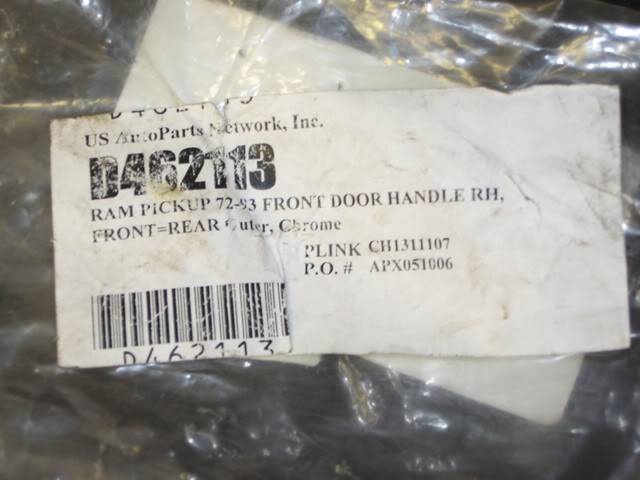 D462113
US AutoParts Network, Inc.
D462113
RAM PICKUP 72-93 FRONT DOOR HANDLE RH,
FRONT=REAR Outer, Chrome
PLINK CH1311107
P.O. # APX051006
D462113